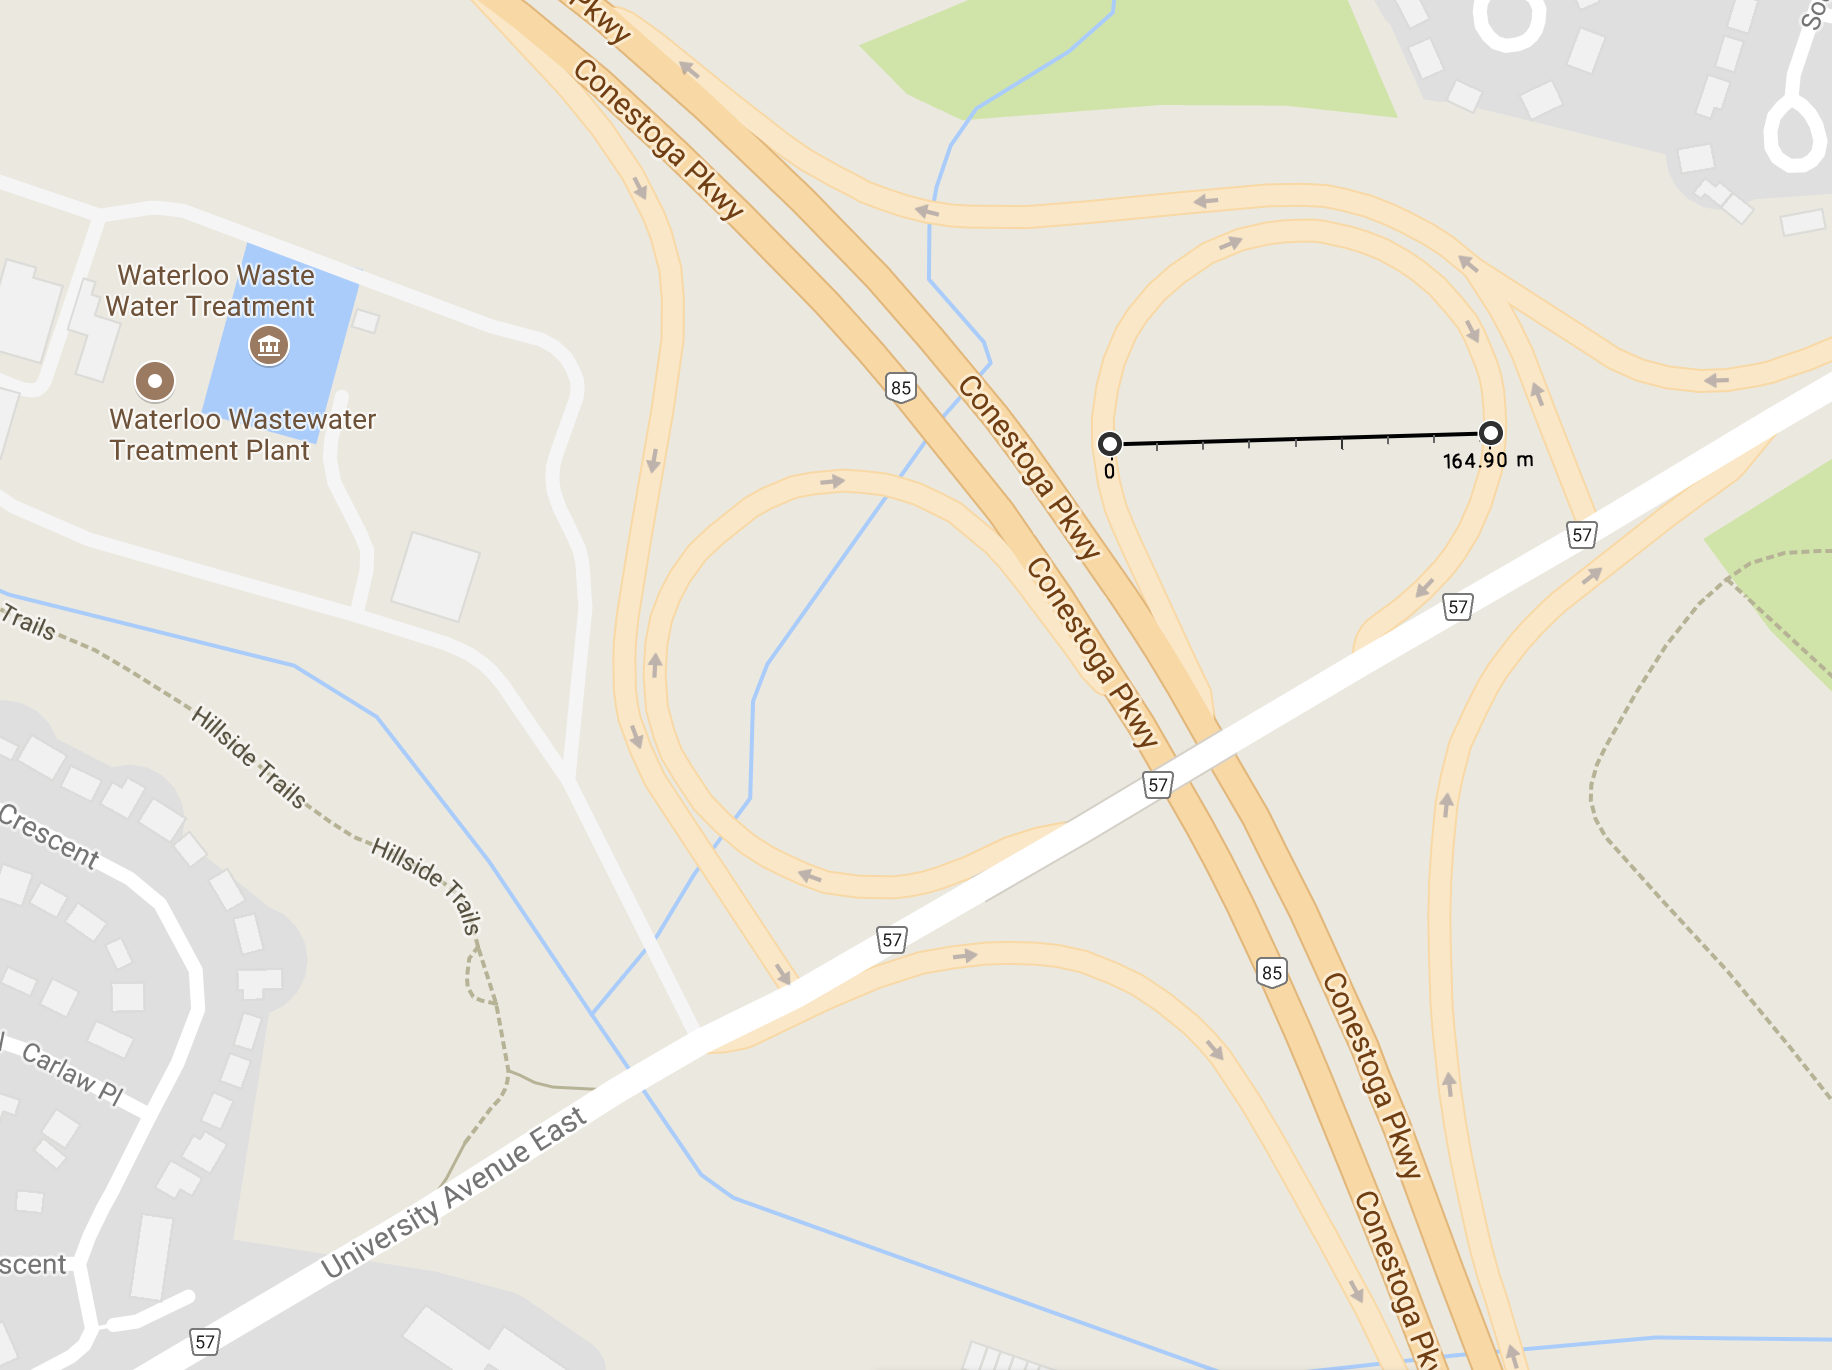 Pkwy
Conestoga Pkwy
Soo
Waterloo Waste
Water Treatment
Waterloo Wastewater
Treatment Plant
85
Conestoga Pkwy
0
164.90 m
57
57
Conestoga Pkwy
Trails
Hillside Trails
57
Crescent
Hillside Trails
57
85
Conestoga Pkwy
Carlaw Pl
University Avenue East
Conestoga Pkw
scent
57